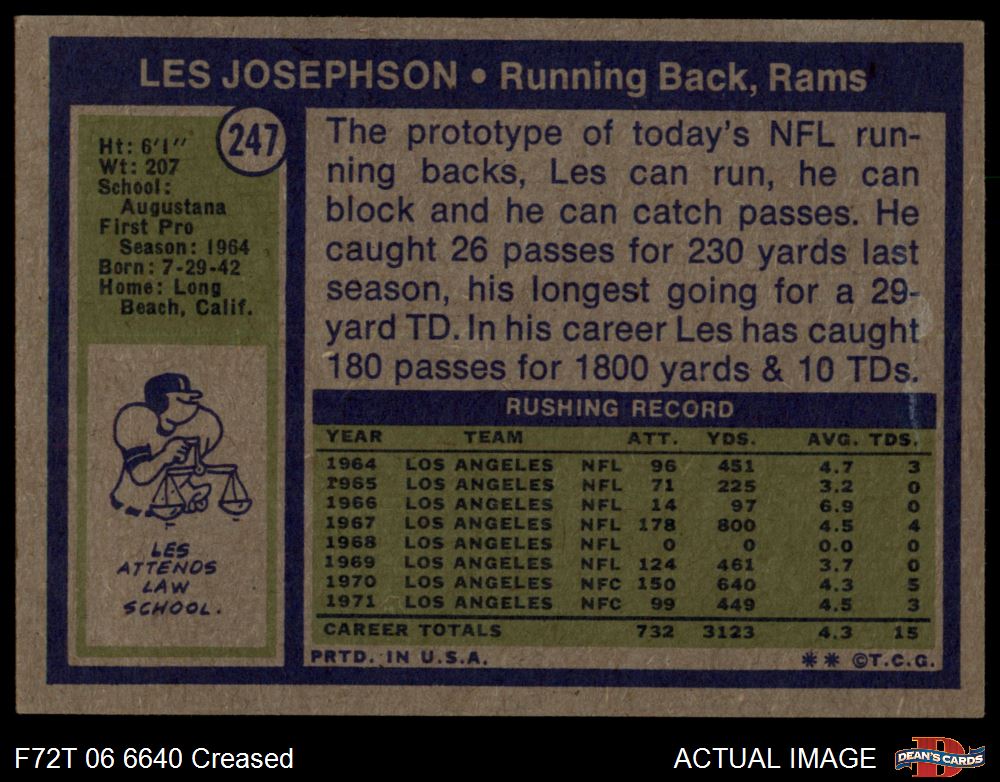 LES JOSEPHSON • Running Back, Rams
247
Ht: 6'1"
Wt: 207
School:
Augustana
First Pro
Season: 1964
Born: 7-29-42
Home: Long
Beach, Calif.
LES
ATTENDS
LAW
SCHOOL.
The prototype of today's NFL run-
ning backs, Les can run, he can
block and he can catch passes. He
caught 26 passes for 230 yards last
season, his longest going for a 29-
yard TD. In his career Les has caught
180 passes for 1800 yards & 10 TDs.
RUSHING RECORD
YEAR TEAM ATT. YDS. AVG. TDS.
1964 LOS ANGELES NFL 96 451 4.7 3
1965 LOS ANGELES NFL 71 225 3.2 0
1966 LOS ANGELES NFL 14 97 6.9 0
1967 LOS ANGELES NFL 178 800 4.5 4
1968 LOS ANGELES NFL 0 0 0.0 0
1969 LOS ANGELES NFL 124 461 3.7 0
1970 LOS ANGELES NFC 150 640 4.3 5
1971 LOS ANGELES NFC 99 449 4.5 3
CAREER TOTALS 732 3123 4.3 15
PRTD. IN U.S.A. ** ©T.C.G.
F72T 06 6640 Creased
ACTUAL IMAGE
D
DEAN'S CARDS